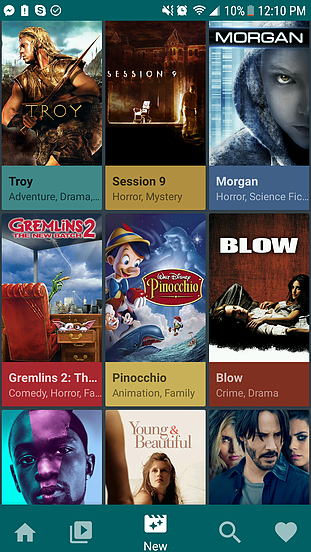 10% 12:10 PM
TROY
SESSION 9
MORGAN
Troy
Adventure, Drama,...
Session 9
Horror, Mystery
Morgan
Horror, Science Fic...
GREMLINS 2
THE NEW BATCH
WALT DISNEY
Pinocchio
BLOW
Gremlins 2: Th...
Comedy, Horror, Fa...
Pinocchio
Animation, Family
Blow
Crime, Drama
Young &
Beautiful
New